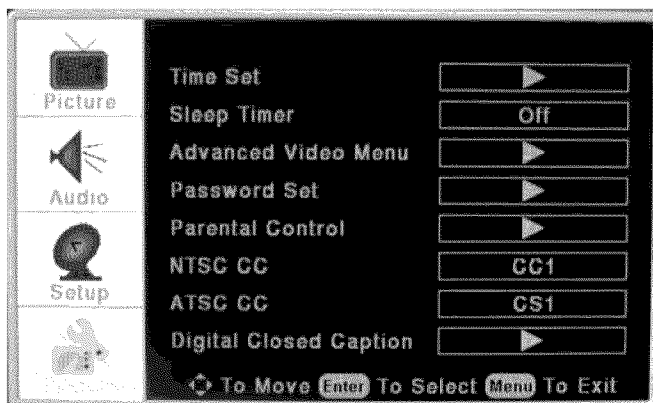 Picture
Audio
Setup
Time Set
Sleep Timer Off
Advanced Video Menu
Password Set
Parental Control
NTSC CC CC1
ATSC CC CS1
Digital Closed Caption
To Move Enter To Select Menu To Exit